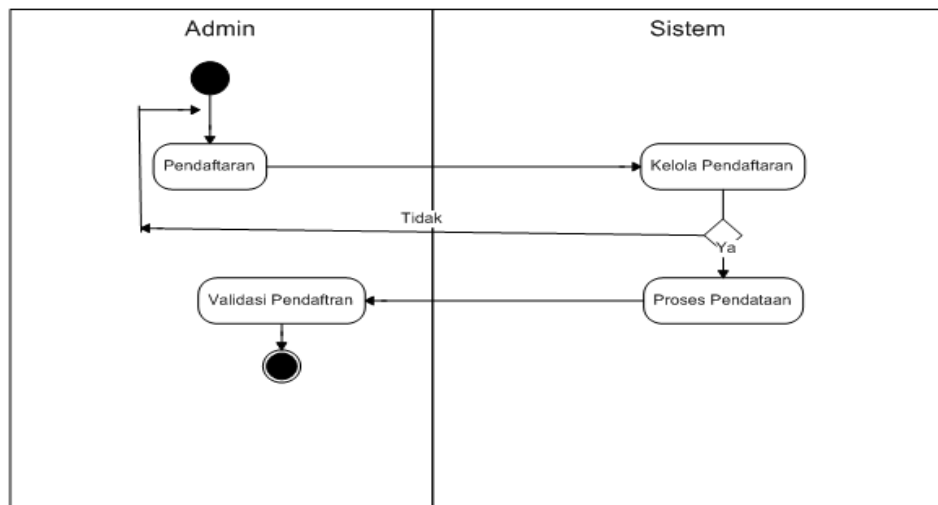 Admin
Sistem
Pendaftaran
Kelola Pendaftaran
Tidak
Ya
Validasi Pendaftran
Proses Pendataan